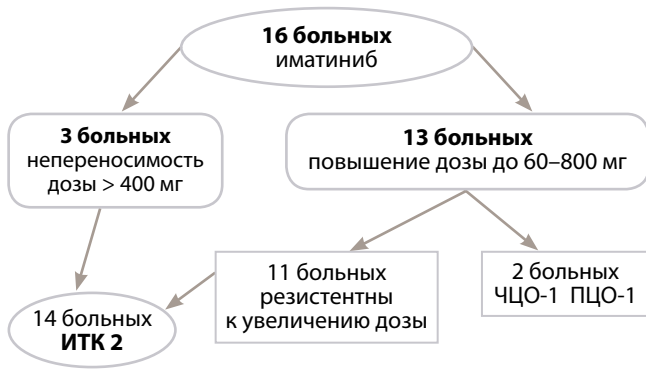 16 больных
иматиниб
3 больных
непереносимость
дозы > 400 мг
13 больных
повышение дозы до 60–800 мг
11 больных
резистентны
к увеличению дозы
2 больных
ЧЦО-1 ПЦО-1
14 больных
ИТК 2